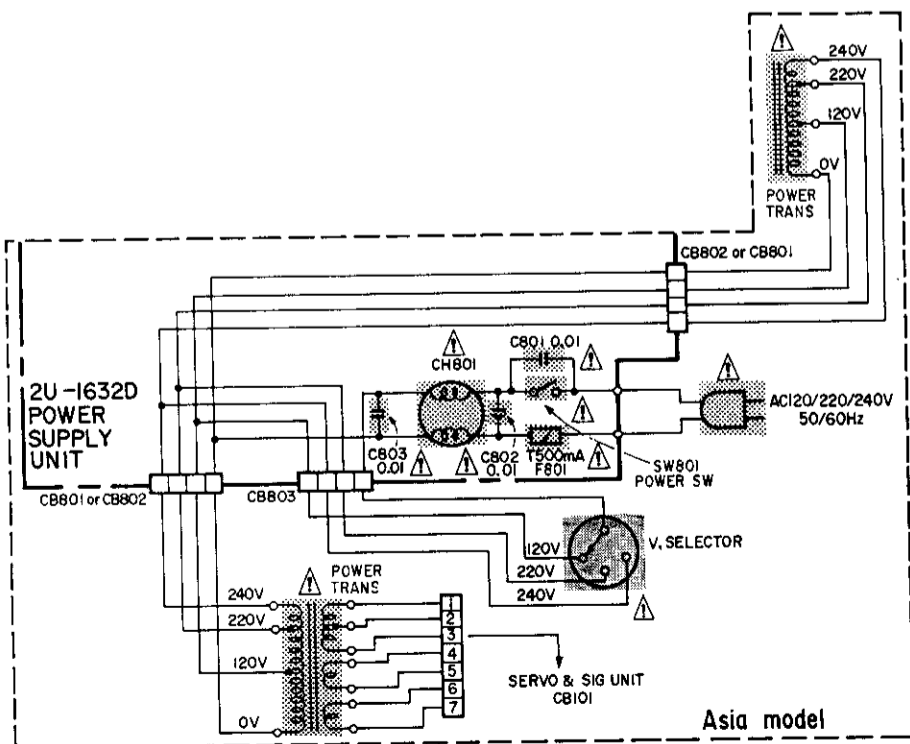 240V
220V
120V
0V
POWER
TRANS
CB802 or CB801
C801 0.01
CH801
2U-1632D
POWER
SUPPLY
UNIT
AC120/220/240V
50/60Hz
C803
0.01
C802
0.01
T500mA
F801
SW801
POWER SW
CB801 or CB802
CB803
120V
220V
240V
V, SELECTOR
POWER
TRANS
240V
220V
120V
0V
1
2
3
4
5
6
7
SERVO & SIG UNIT
CB101
Asia model